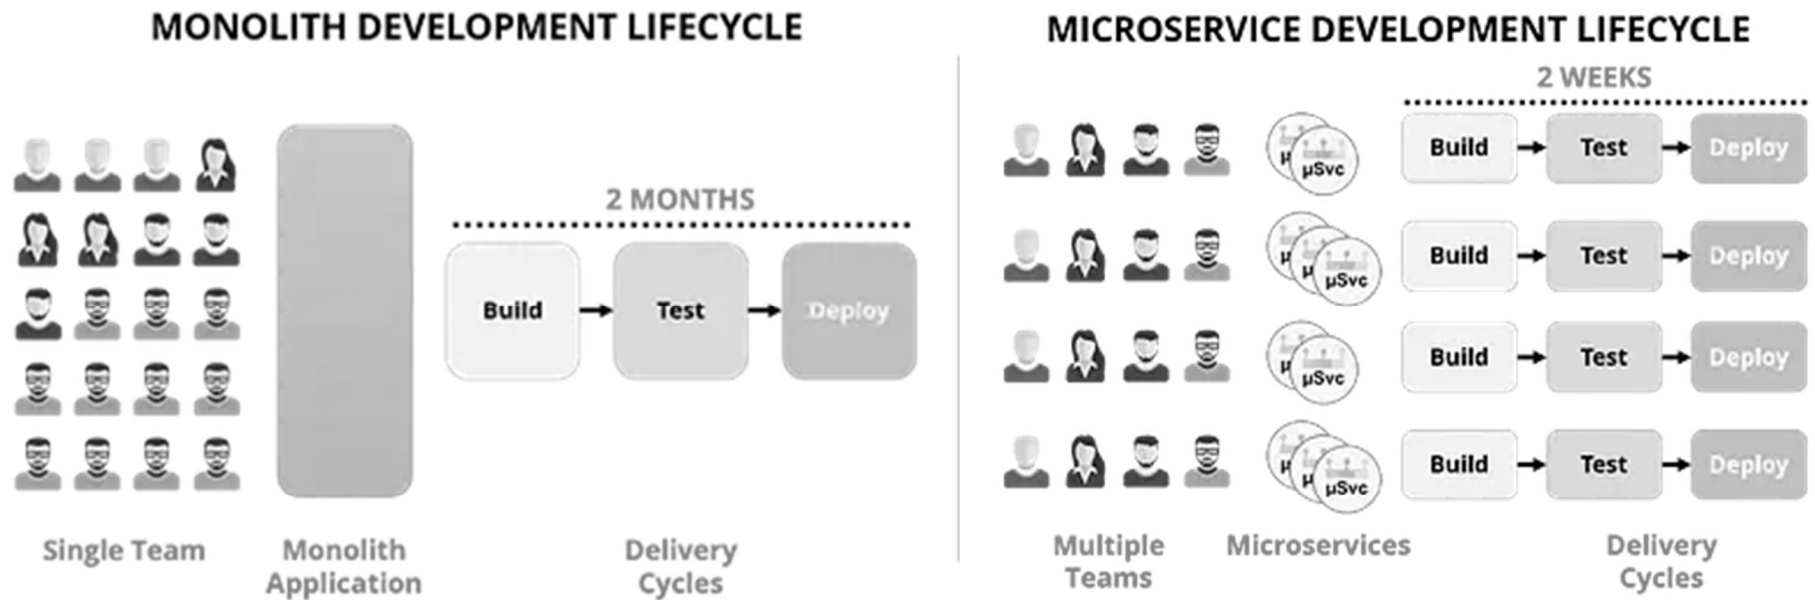 MONOLITH DEVELOPMENT LIFECYCLE
2 MONTHS
Build
Test
Deploy
Single Team
Monolith
Application
Delivery
Cycles
MICROSERVICE DEVELOPMENT LIFECYCLE
2 WEEKS
μ
μSvc
Build
Test
Deploy
μ
μ
μSvc
Build
Test
Deploy
μ
μSvc
Build
Test
Deploy
μ
μ
μSvc
Build
Test
Deploy
Multiple
Teams
Microservices
Delivery
Cycles